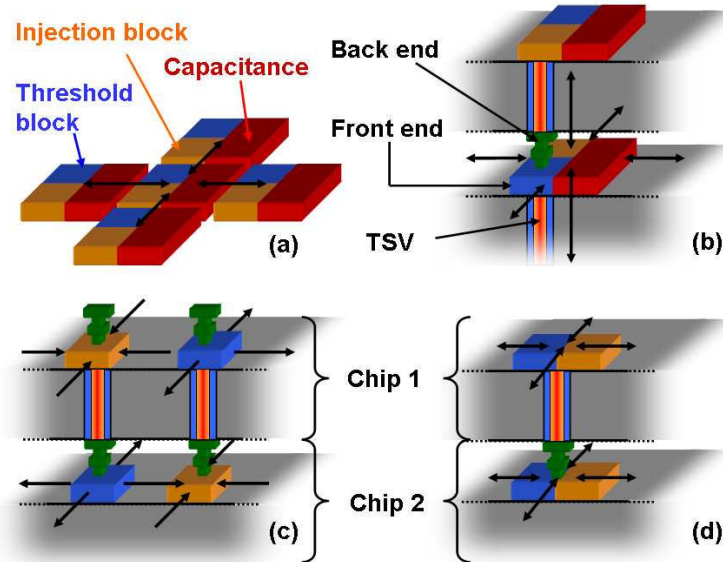 Injection block
Capacitance
Threshold
block
(a)
Back end
Front end
TSV
(b)
Chip 1
Chip 2
(c)
(d)